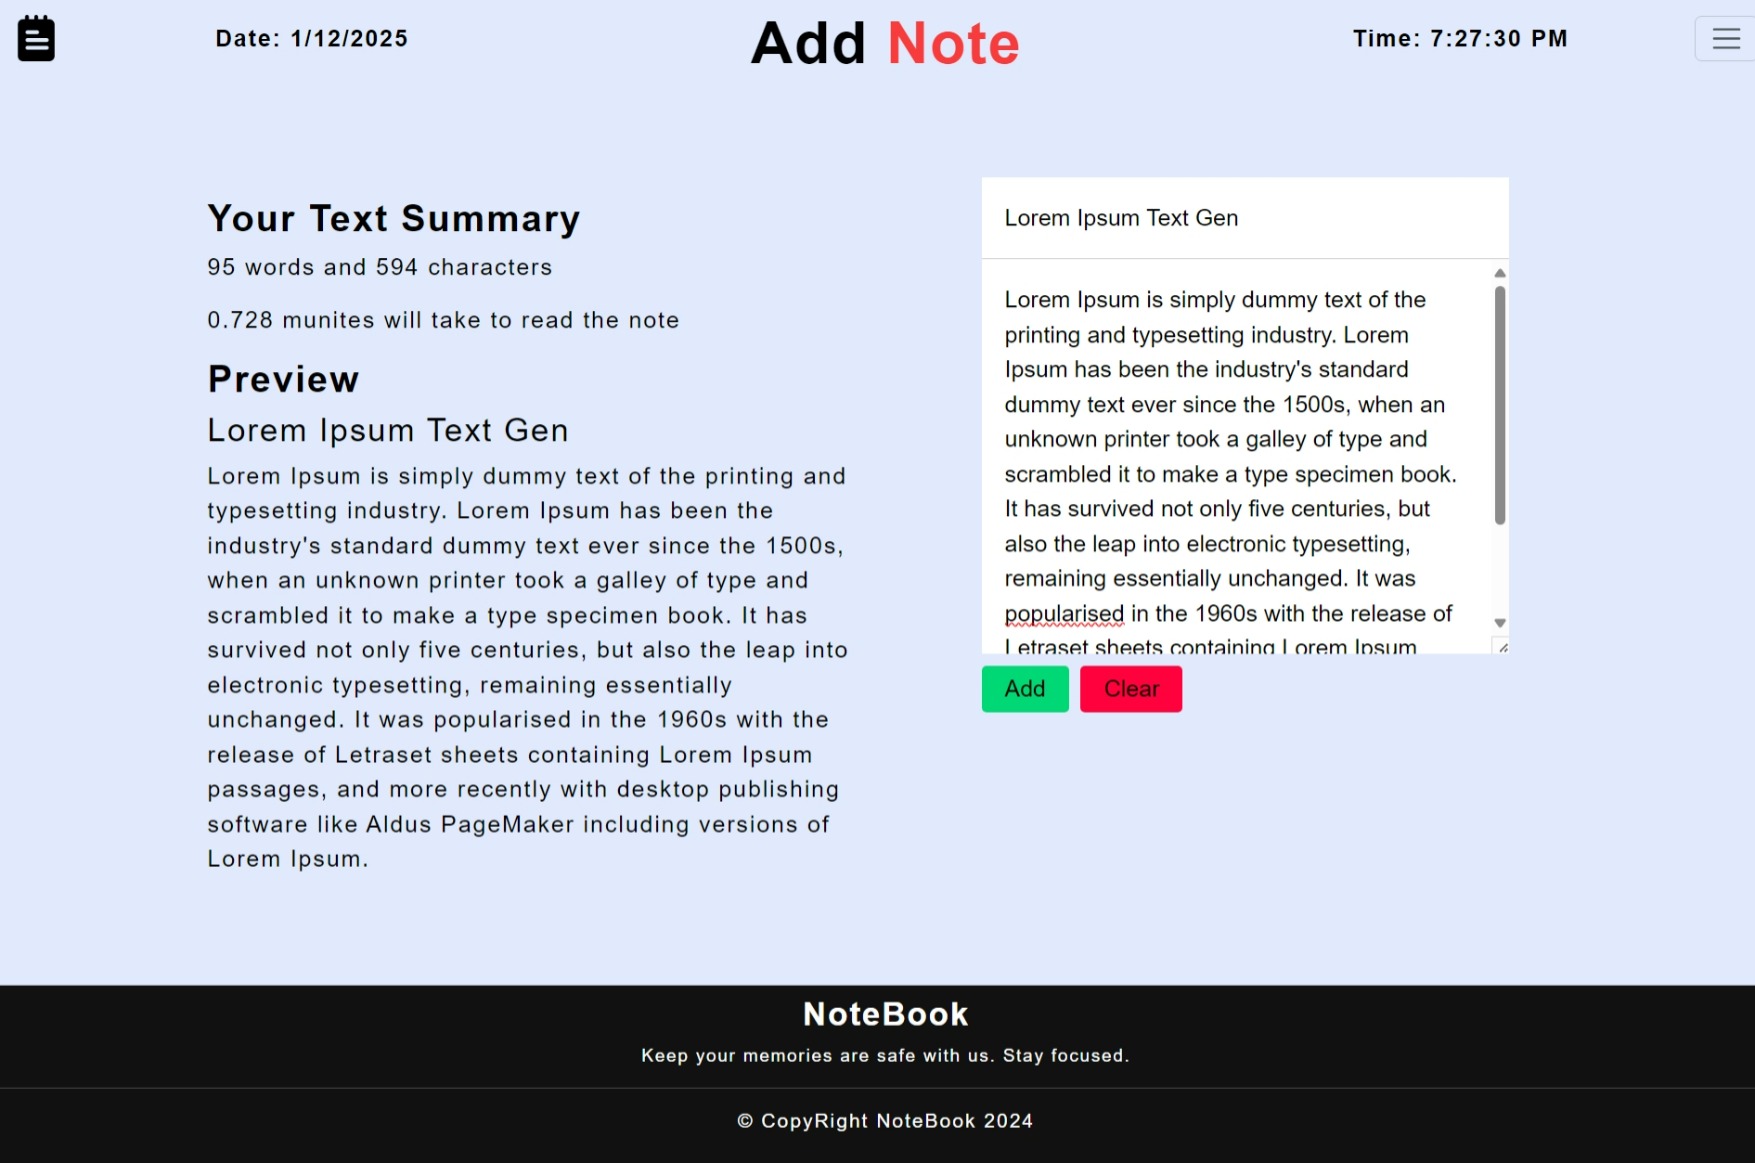 Date: 1/12/2025
Add Note
Time: 7:27:30 PM
Your Text Summary
95 words and 594 characters
0.728 munites will take to read the note
Preview
Lorem Ipsum Text Gen
Lorem Ipsum is simply dummy text of the printing and
typesetting industry. Lorem Ipsum has been the
industry's standard dummy text ever since the 1500s,
when an unknown printer took a galley of type and
scrambled it to make a type specimen book. It has
survived not only five centuries, but also the leap into
electronic typesetting, remaining essentially
unchanged. It was popularised in the 1960s with the
release of Letraset sheets containing Lorem Ipsum
passages, and more recently with desktop publishing
software like Aldus PageMaker including versions of
Lorem Ipsum.
Lorem Ipsum Text Gen
Lorem Ipsum is simply dummy text of the
printing and typesetting industry. Lorem
Ipsum has been the industry's standard
dummy text ever since the 1500s, when an
unknown printer took a galley of type and
scrambled it to make a type specimen book.
It has survived not only five centuries, but
also the leap into electronic typesetting,
remaining essentially unchanged. It was
popularised in the 1960s with the release of
Letraset sheets containing Lorem Ipsum
Add
Clear
NoteBook
Keep your memories are safe with us. Stay focused.
© CopyRight NoteBook 2024